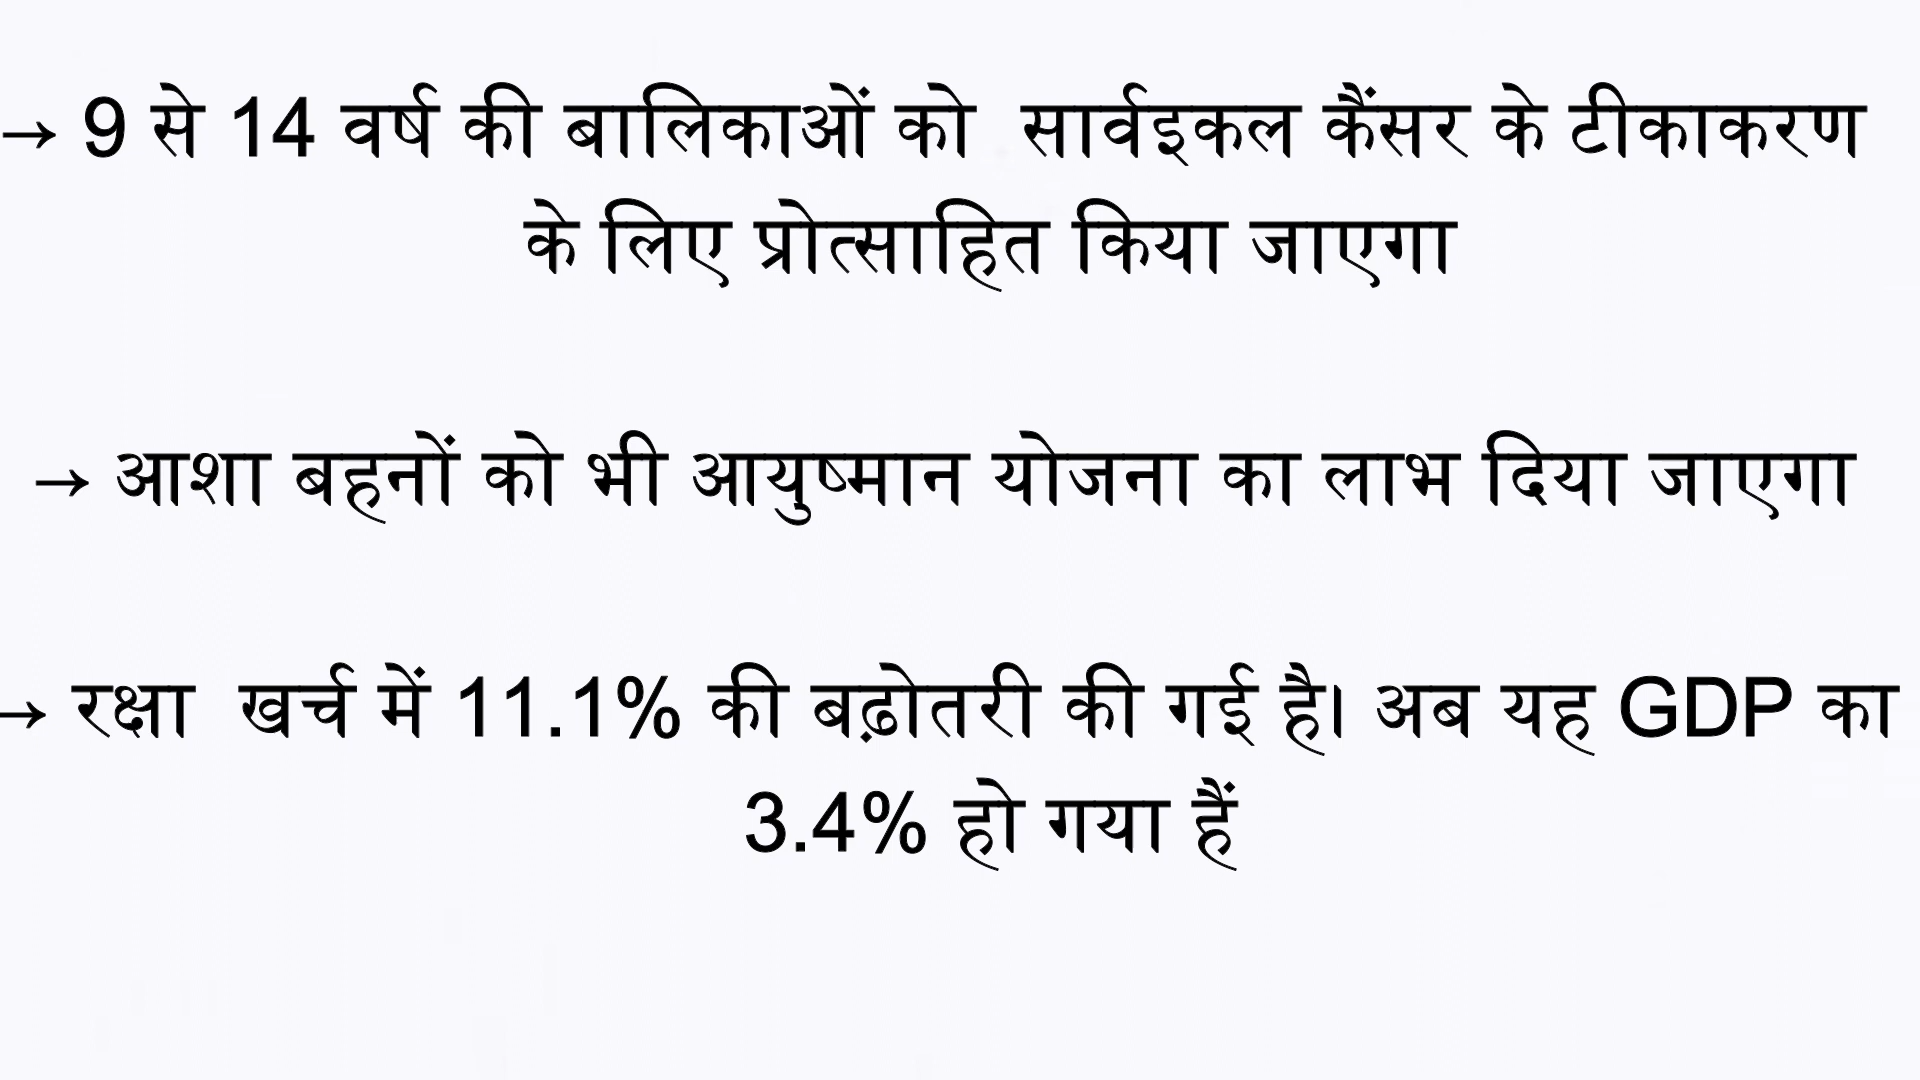 → 9 से 14 वर्ष की बालिकाओं को सार्वइकल कैंसर के टीकाकरण
के लिए प्रोत्साहित किया जाएगा
→ आशा बहनों को भी आयुष्मान योजना का लाभ दिया जाएगा
→ रक्षा खर्च में 11.1% की बढ़ोतरी की गई है। अब यह GDP का
3.4% हो गया हैं